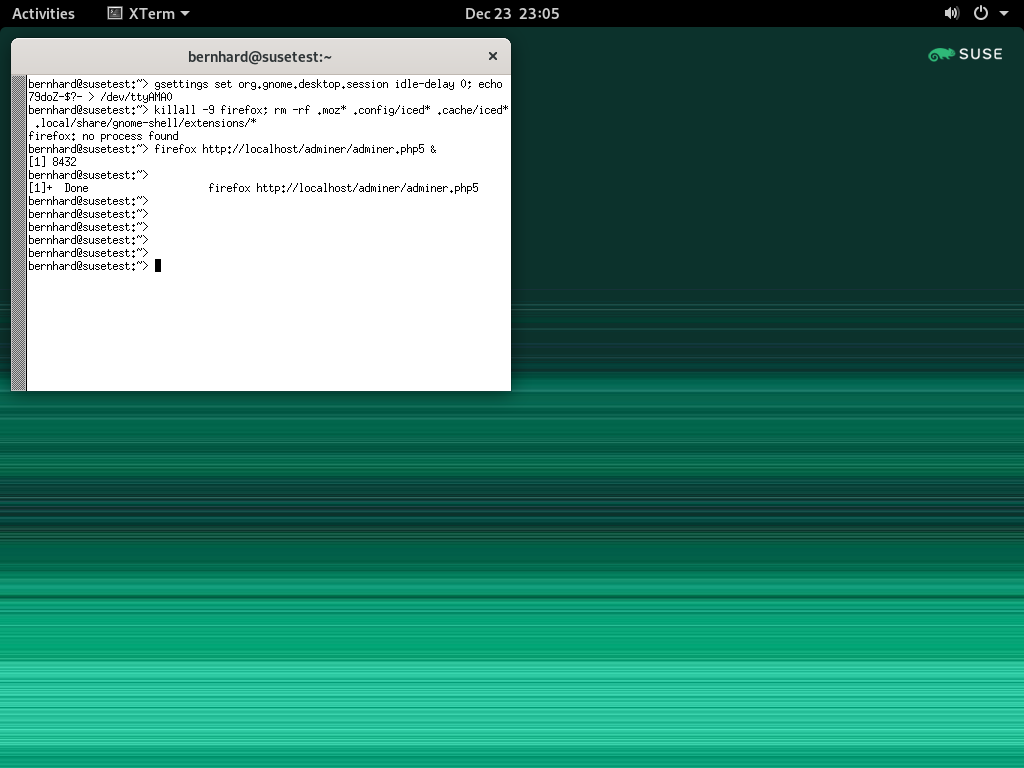 Activities XTerm Dec 23 23:05
SUSE
bernhard@susetest:~
bernhard@susetest:~> gsettings set org.gnome.desktop.session idle-delay 0; echo
79doZ-$?- > /dev/ttyAMA0
bernhard@susetest:~> killall -9 firefox; rm -rf .moz* .config/iced* .cache/iced*
.local/share/gnome-shell/extensions/*
firefox: no process found
bernhard@susetest:~> firefox http://localhost/adminer/adminer.php5 &
[1] 8432
bernhard@susetest:~>
[1]+  Done                    firefox http://localhost/adminer/adminer.php5
bernhard@susetest:~>
bernhard@susetest:~>
bernhard@susetest:~>
bernhard@susetest:~>
bernhard@susetest:~>
bernhard@susetest:~>